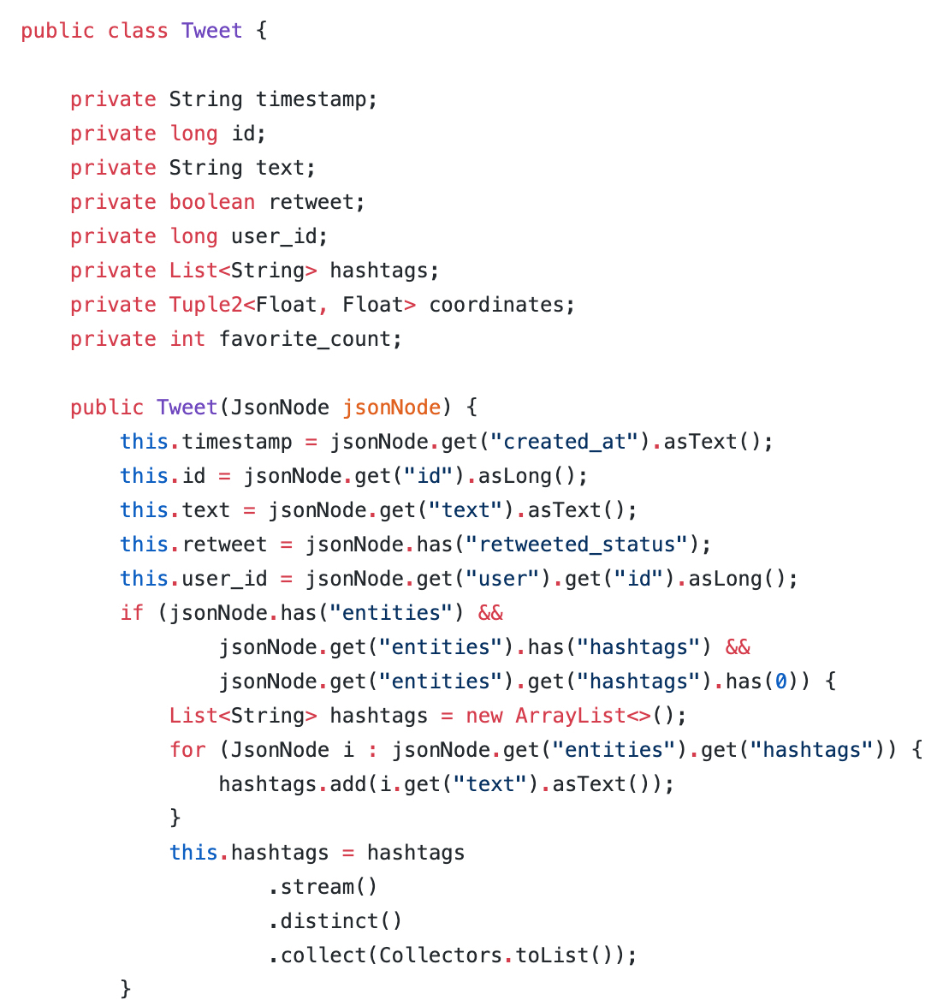 public class Tweet {
private String timestamp;
private long id;
private String text;
private boolean retweet;
private long user_id;
private List<String> hashtags;
private Tuple2<Float, Float> coordinates;
private int favorite_count;
public Tweet(JsonNode jsonNode) {
this.timestamp = jsonNode.get("created_at").asText();
this.id = jsonNode.get("id").asLong();
this.text = jsonNode.get("text").asText();
this.retweet = jsonNode.has("retweeted_status");
this.user_id = jsonNode.get("user").get("id").asLong();
if (jsonNode.has("entities") &&
jsonNode.get("entities").has("hashtags") &&
jsonNode.get("entities").get("hashtags").has(0)) {
List<String> hashtags = new ArrayList<>();
for (JsonNode i : jsonNode.get("entities").get("hashtags")) {
hashtags.add(i.get("text").asText());
}
this.hashtags = hashtags
.stream()
.distinct()
.collect(Collectors.toList());
}